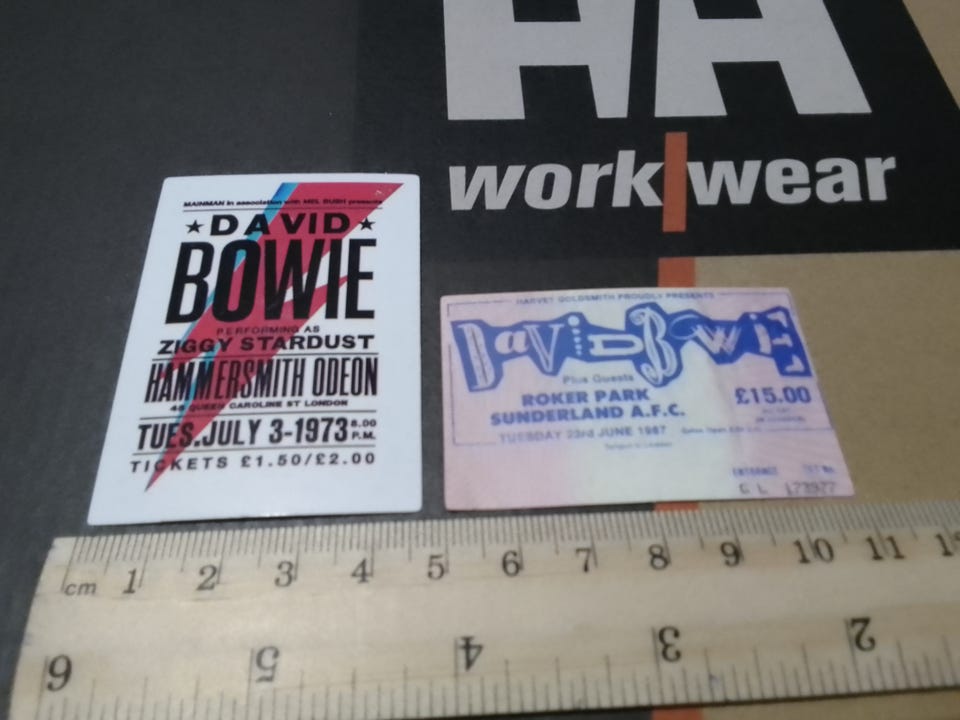 HH
work|wear
MAINMAN in association with MEL BUSH presents
★DAVID★
BOWIE
PERFORMING AS
ZIGGY STARDUST
HAMMERSMITH ODEON
45 QUEEN CAROLINE ST LONDON
TUES. JULY 3-1973 8.00 P.M.
TICKETS £1.50/£2.00
HARVEY GOLDSMITH PROUDLY PRESENTS
DAVID BOWIE
Plus Guests
ROKER PARK
SUNDERLAND A.F.C.
£15.00
TUESDAY 23rd JUNE 1987
ENTRANCE
cm 1 2 3 4 5 6 7 8 9 10 11
6 5 4 3 2